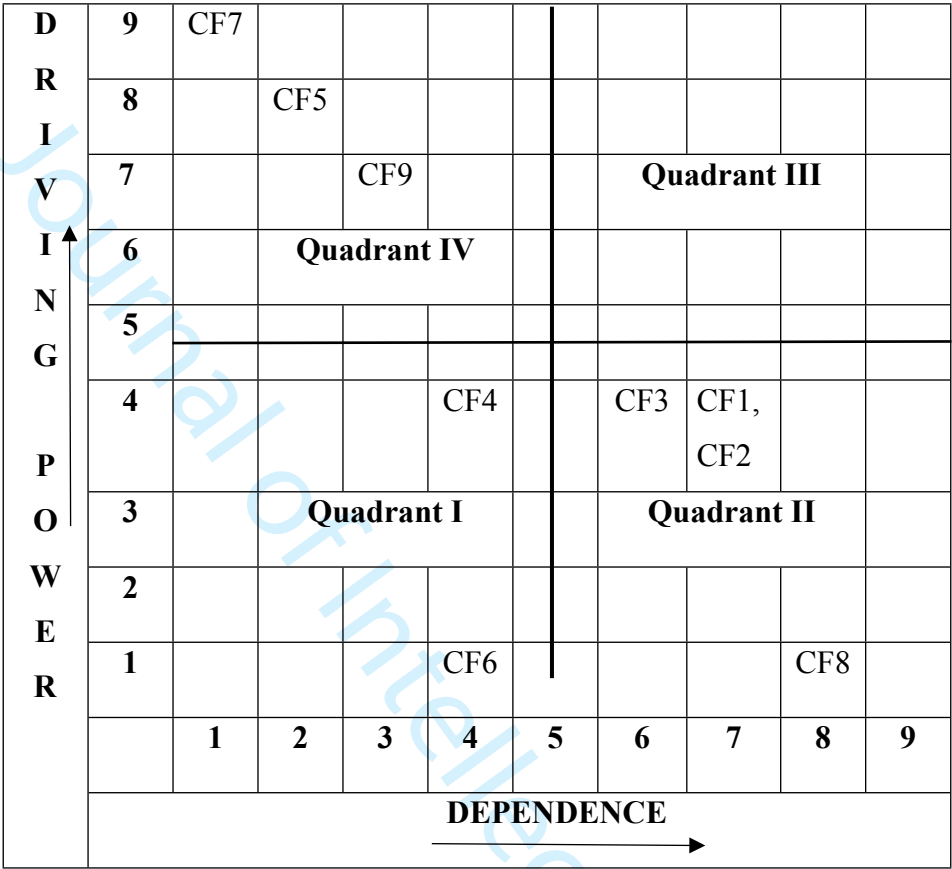 D R I V I N G P O W E R
9 CF7
8 CF5
7 CF9 Quadrant III
6 Quadrant IV
5
4 CF4 CF3 CF1,
CF2
3 Quadrant I Quadrant II
2
1 CF6 CF8
1 2 3 4 5 6 7 8 9
DEPENDENCE
Journal of Intellec